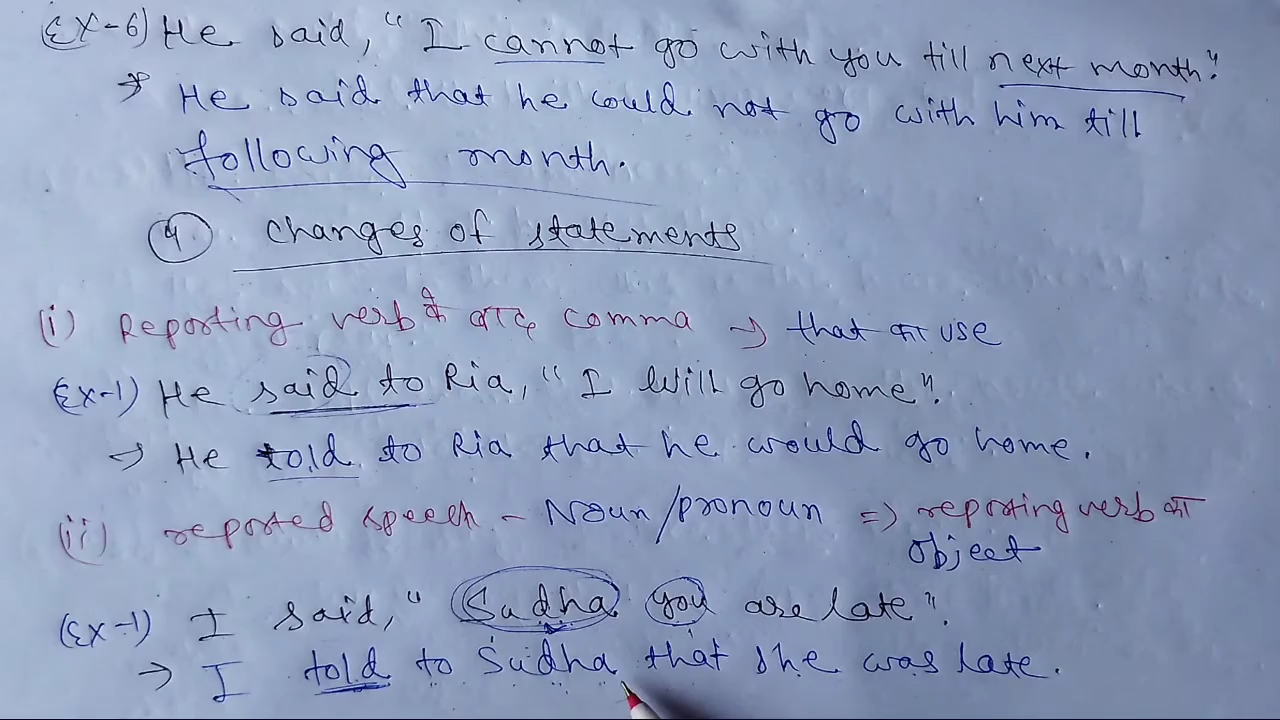 Ex-6) He said, "I cannot go with you till next month".
→ He said that he could not go with him till
following month.
(4). Changes of statements
(i) Reporting verb के बाद comma → that का use
Ex-1) He said to Ria, "I will go home".
→ He told to Ria that he would go home.
(ii) reported speech - Noun/pronoun => reporting verb का
object
(Ex-1) I said, "Sudha you are late".
→ I told to Sudha that she was late.